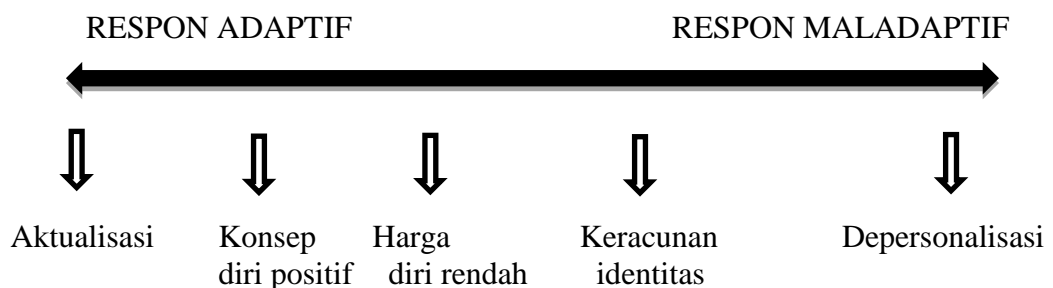 RESPON ADAPTIF RESPON MALADAPTIF
Aktualisasi Konsep Harga Keracunan Depersonalisasi
diri positif diri rendah identitas